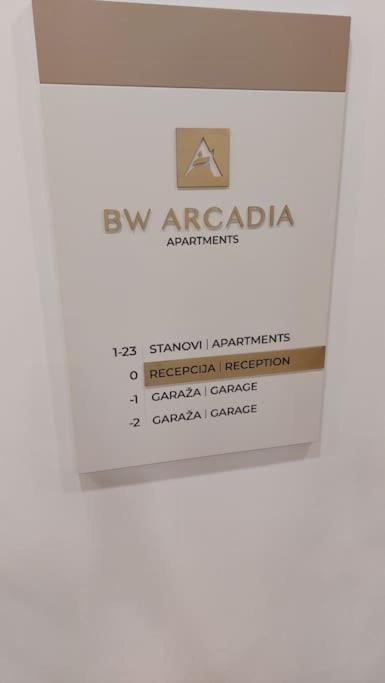 A
BW ARCADIA
APARTMENTS
1-23 STANOVI | APARTMENTS
0 RECEPCIJA | RECEPTION
-1 GARAŽA | GARAGE
-2 GARAŽA | GARAGE